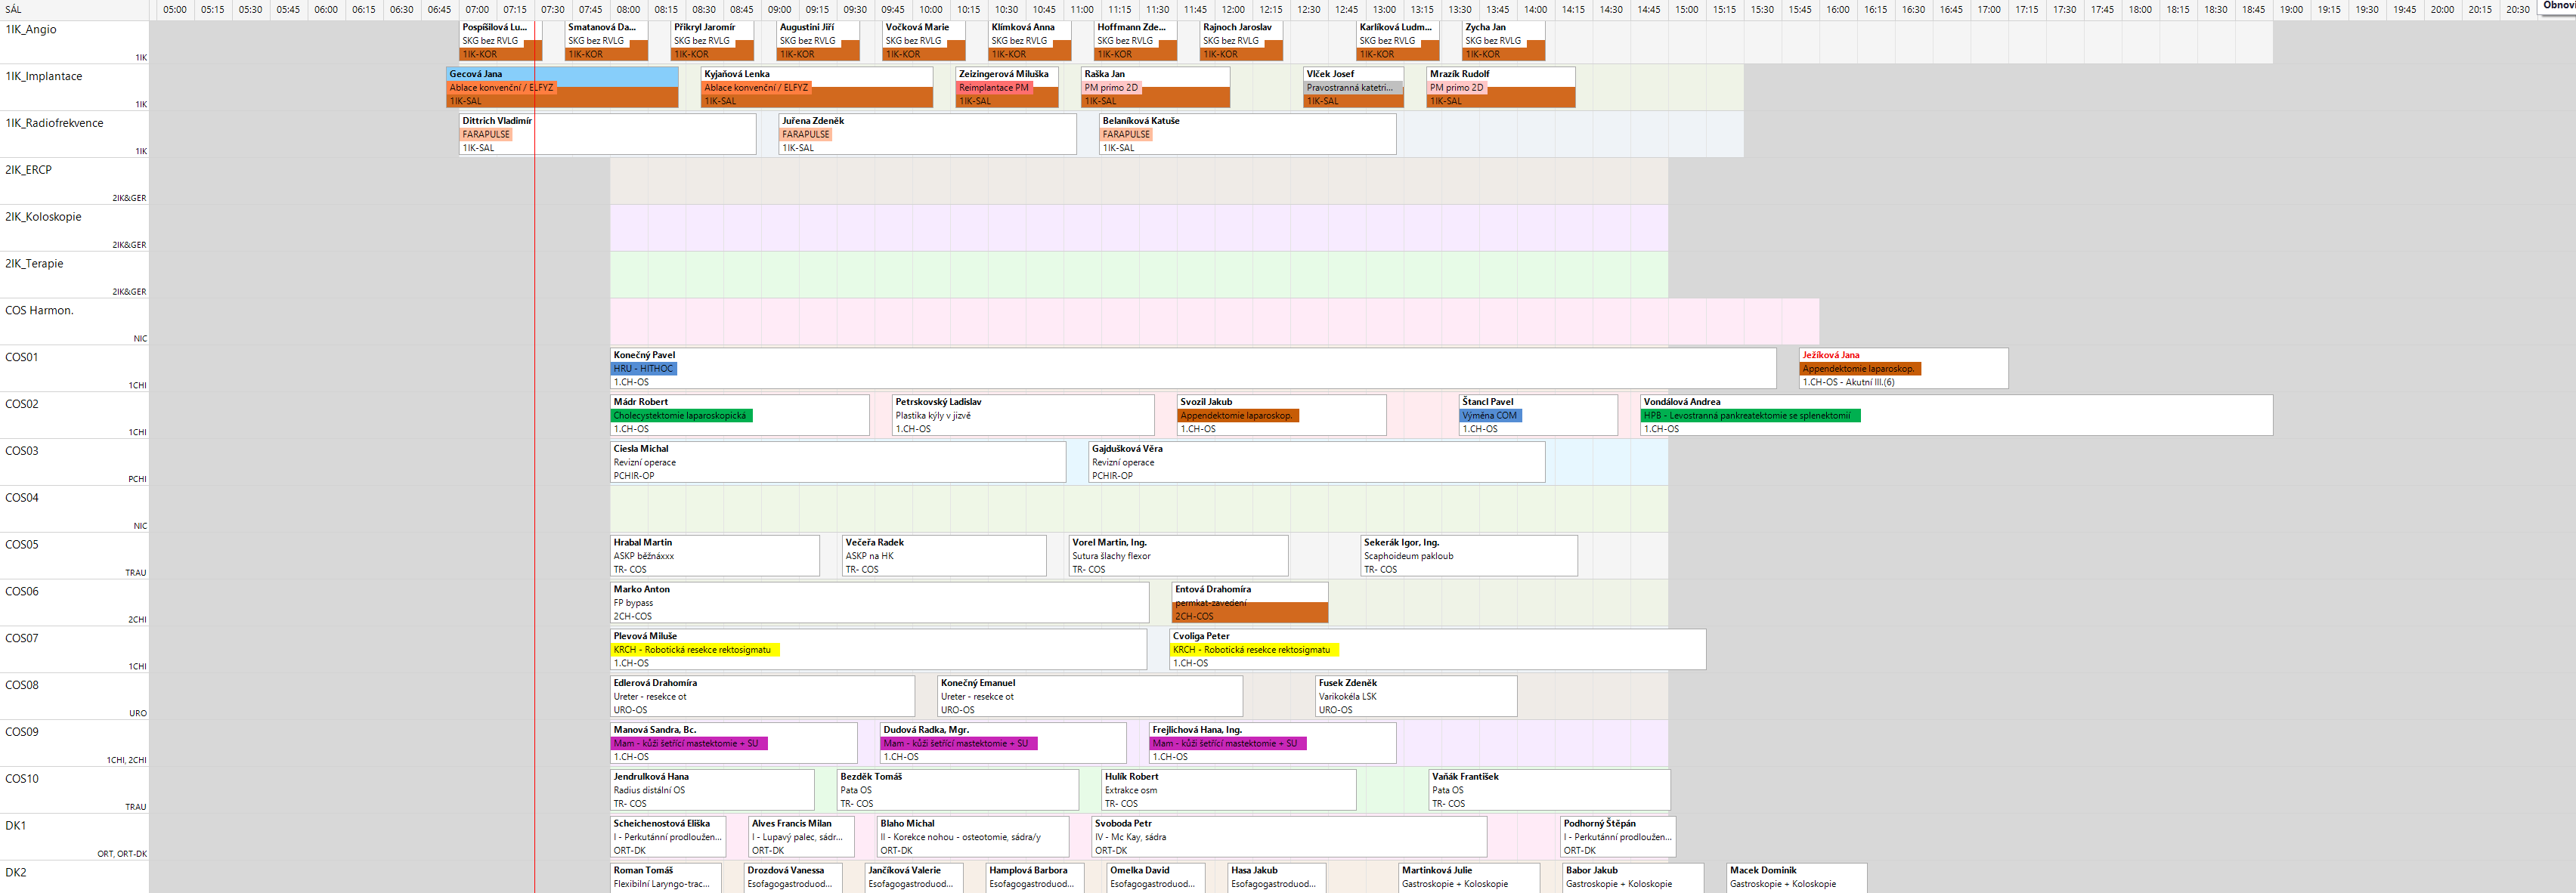 SÁL 05:00 05:15 05:30 05:45 06:00 06:15 06:30 06:45 07:00 07:15 07:30 07:45 08:00 08:15 08:30 08:45 09:00 09:15 09:30 09:45 10:00 10:15 10:30 10:45 11:00 11:15 11:30 11:45 12:00 12:15 12:30 12:45 13:00 13:15 13:30 13:45 14:00 14:15 14:30 14:45 15:00 15:15 15:30 15:45 16:00 16:15 16:30 16:45 17:00 17:15 17:30 17:45 18:00 18:15 18:30 18:45 19:00 19:15 19:30 19:45 20:00 20:15 20:30 Obnovi
1IK_Angio Pospíšilová Lu... Smatanová Da... Přikryl Jaromír Augustini Jiří Vočková Marie Klímková Anna Hoffmann Zde... Rajnoch Jaroslav Karlíková Ludm... Zycha Jan
SKG bez RVLG SKG bez RVLG SKG bez RVLG SKG bez RVLG SKG bez RVLG SKG bez RVLG SKG bez RVLG SKG bez RVLG SKG bez RVLG SKG bez RVLG
1IK 1IK-KOR 1IK-KOR 1IK-KOR 1IK-KOR 1IK-KOR 1IK-KOR 1IK-KOR 1IK-KOR 1IK-KOR 1IK-KOR
1IK_Implantace Gecová Jana Kyjaňová Lenka Zeizingerová Miluška Raška Jan Vlček Josef Mrazík Rudolf
Ablace konvenční / ELFYZ Ablace konvenční / ELFYZ Reimplantace PM PM primo 2D Pravostranná katetri... PM primo 2D
1IK 1IK-SAL 1IK-SAL 1IK-SAL 1IK-SAL 1IK-SAL 1IK-SAL
1IK_Radiofrekvence Dittrich Vladimír Juřena Zdeněk Belaníková Katuše
FARAPULSE FARAPULSE FARAPULSE
1IK 1IK-SAL 1IK-SAL 1IK-SAL
2IK_ERCP
2IK&GER
2IK_Koloskopie
2IK&GER
2IK_Terapie
2IK&GER
COS Harmon.
NIC
COS01 Konečný Pavel Ježíková Jana
HRU - HITHOC Appendektomie laparoskop.
1CHI 1.CH-OS 1.CH-OS - Akutní III.(6)
COS02 Mádr Robert Petrskovský Ladislav Svozil Jakub Štancl Pavel Vondálová Andrea
Cholecystektomie laparoskopická Plastika kýly v jizvě Appendektomie laparoskop. Výměna COM HPB - Levostranná pankreatektomie se splenektomií
1CHI 1.CH-OS 1.CH-OS 1.CH-OS 1.CH-OS 1.CH-OS
COS03 Ciesla Michal Gajdušková Věra
Revizní operace Revizní operace
PCHI PCHIR-OP PCHIR-OP
COS04
NIC
COS05 Hrabal Martin Večeřa Radek Vorel Martin, Ing. Sekerák Igor, Ing.
ASKP běžnáxxx ASKP na HK Sutura šlachy flexor Scaphoideum pakloub
TRAU TR- COS TR- COS TR- COS TR- COS
COS06 Marko Anton Entová Drahomíra
FP bypass permkat-zavedení
2CHI 2CH-COS 2CH-COS
COS07 Plevová Miluše Cvoliga Peter
KRCH - Robotická resekce rektosigmatu KRCH - Robotická resekce rektosigmatu
1CHI 1.CH-OS 1.CH-OS
COS08 Edlerová Drahomíra Konečný Emanuel Fusek Zdeněk
Ureter - resekce ot Ureter - resekce ot Varikokéla LSK
URO URO-OS URO-OS URO-OS
COS09 Manová Sandra, Bc. Dudová Radka, Mgr. Frejlichová Hana, Ing.
Mam - kůži šetřící mastektomie + SU Mam - kůži šetřící mastektomie + SU Mam - kůži šetřící mastektomie + SU
1CHI, 2CHI 1.CH-OS 1.CH-OS 1.CH-OS
COS10 Jendrulková Hana Bezděk Tomáš Hulík Robert Vaňák František
Radius distální OS Pata OS Extrakce osm Pata OS
TRAU TR- COS TR- COS TR- COS TR- COS
DK1 Scheichenostová Eliška Alves Francis Milan Blaho Michal Svoboda Petr Podhorný Štěpán
I - Perkutánní prodloužen... I - Lupavý palec, sádr... II - Korekce nohou - osteotomie, sádra/y IV - Mc Kay, sádra I - Perkutánní prodloužen...
ORT, ORT-DK ORT-DK ORT-DK ORT-DK ORT-DK ORT-DK
DK2 Roman Tomáš Drozdová Vanessa Jančíková Valerie Hamplová Barbora Omelka David Hasa Jakub Martinková Julie Babor Jakub Macek Dominik
Flexibilní Laryngo-trac... Esofagogastroduod... Esofagogastroduod... Esofagogastroduod... Esofagogastroduod... Esofagogastroduod... Gastroskopie + Koloskopie Gastroskopie + Koloskopie Gastroskopie + Koloskopie